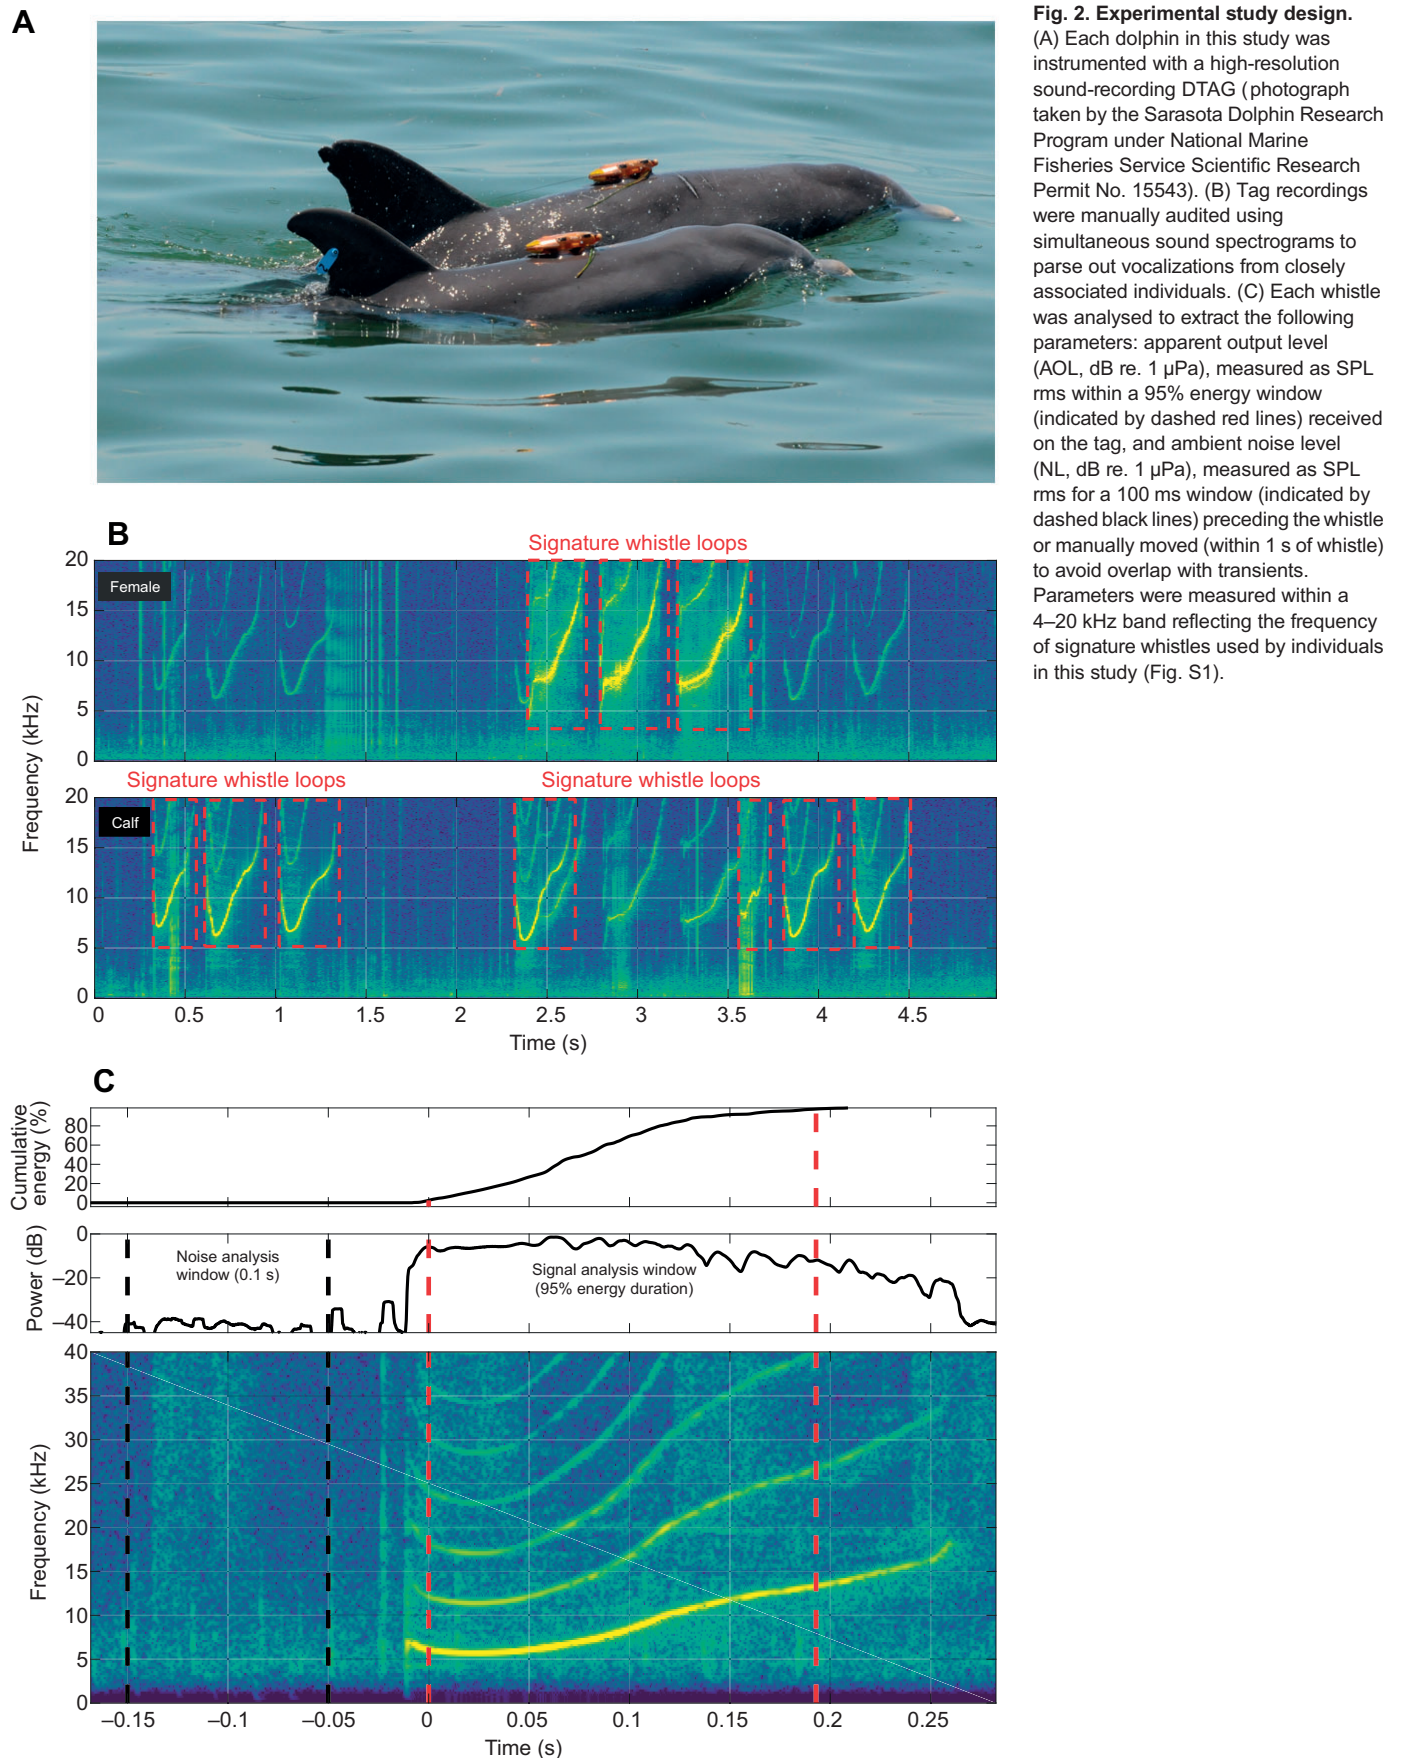 A
Fig. 2. Experimental study design.
(A) Each dolphin in this study was
instrumented with a high-resolution
sound-recording DTAG (photograph
taken by the Sarasota Dolphin Research
Program under National Marine
Fisheries Service Scientific Research
Permit No. 15543). (B) Tag recordings
were manually audited using
simultaneous sound spectrograms to
parse out vocalizations from closely
associated individuals. (C) Each whistle
was analysed to extract the following
parameters: apparent output level
(AOL, dB re. 1 µPa), measured as SPL
rms within a 95% energy window
(indicated by dashed red lines) received
on the tag, and ambient noise level
(NL, dB re. 1 µPa), measured as SPL
rms for a 100 ms window (indicated by
dashed black lines) preceding the whistle
or manually moved (within 1 s of whistle)
to avoid overlap with transients.
Parameters were measured within a
4–20 kHz band reflecting the frequency
of signature whistles used by individuals
in this study (Fig. S1).
B
Signature whistle loops
20
Female
15
10
5
0
Frequency (kHz)
Signature whistle loops Signature whistle loops
20
Calf
15
10
5
0
0 0.5 1 1.5 2 2.5 3 3.5 4 4.5
Time (s)
C
Cumulative
energy (%)
80
60
40
20
0
Power (dB)
0
–20
–40
Noise analysis
window (0.1 s)
Signal analysis window
(95% energy duration)
Frequency (kHz)
40
35
30
25
20
15
10
5
0
–0.15 –0.1 –0.05 0 0.05 0.1 0.15 0.2 0.25
Time (s)